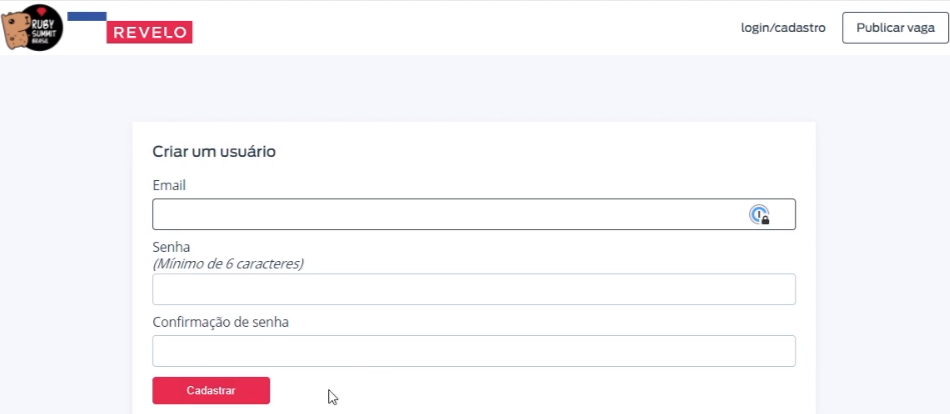 RUBY
SUMMIT
BRASIL
REVELO
login/cadastro
Publicar vaga
Criar um usuário
Email
Senha
(Mínimo de 6 caracteres)
Confirmação de senha
Cadastrar